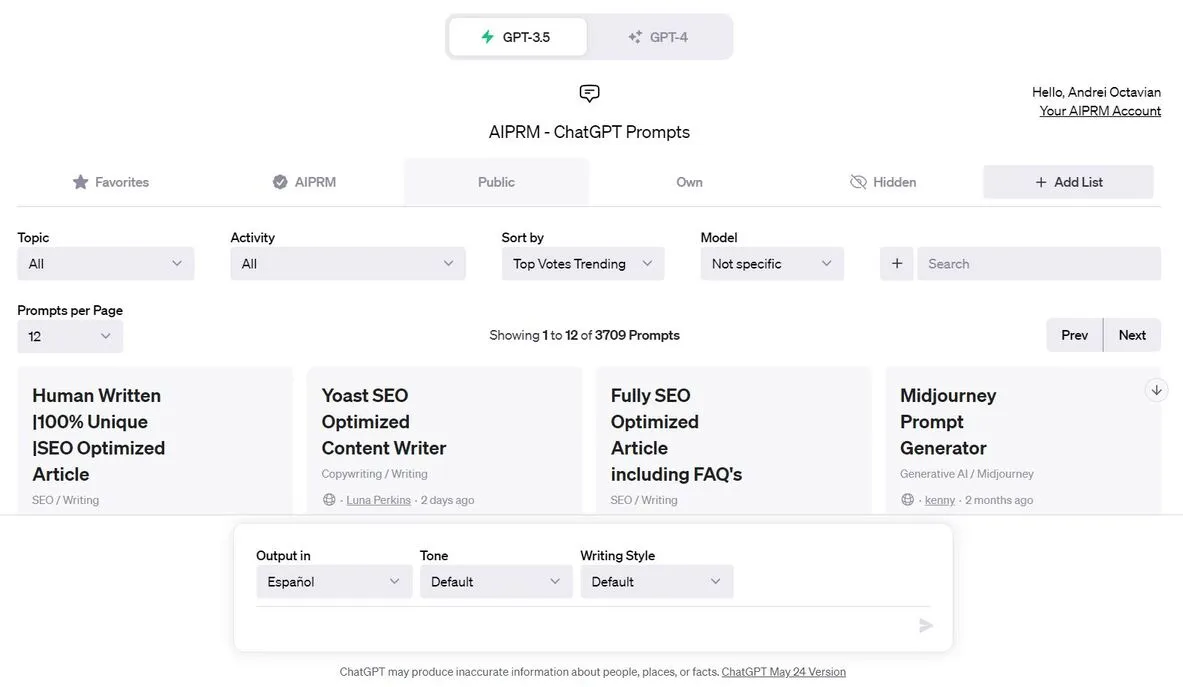 GPT-3.5 GPT-4
Hello, Andrei Octavian
Your AIPRM Account
AIPRM - ChatGPT Prompts
Favorites AIPRM Public Own Hidden + Add List
Topic Activity Sort by Model
All All Top Votes Trending Not specific + Search
Prompts per Page
12 Showing 1 to 12 of 3709 Prompts Prev Next
Human Written
|100% Unique
|SEO Optimized
Article
SEO / Writing
Yoast SEO
Optimized
Content Writer
Copywriting / Writing
· Luna Perkins · 2 days ago
Fully SEO
Optimized
Article
including FAQ's
SEO / Writing
Midjourney
Prompt
Generator
Generative AI / Midjourney
· kenny · 2 months ago
Output in Tone Writing Style
Español Default Default
ChatGPT may produce inaccurate information about people, places, or facts. ChatGPT May 24 Version